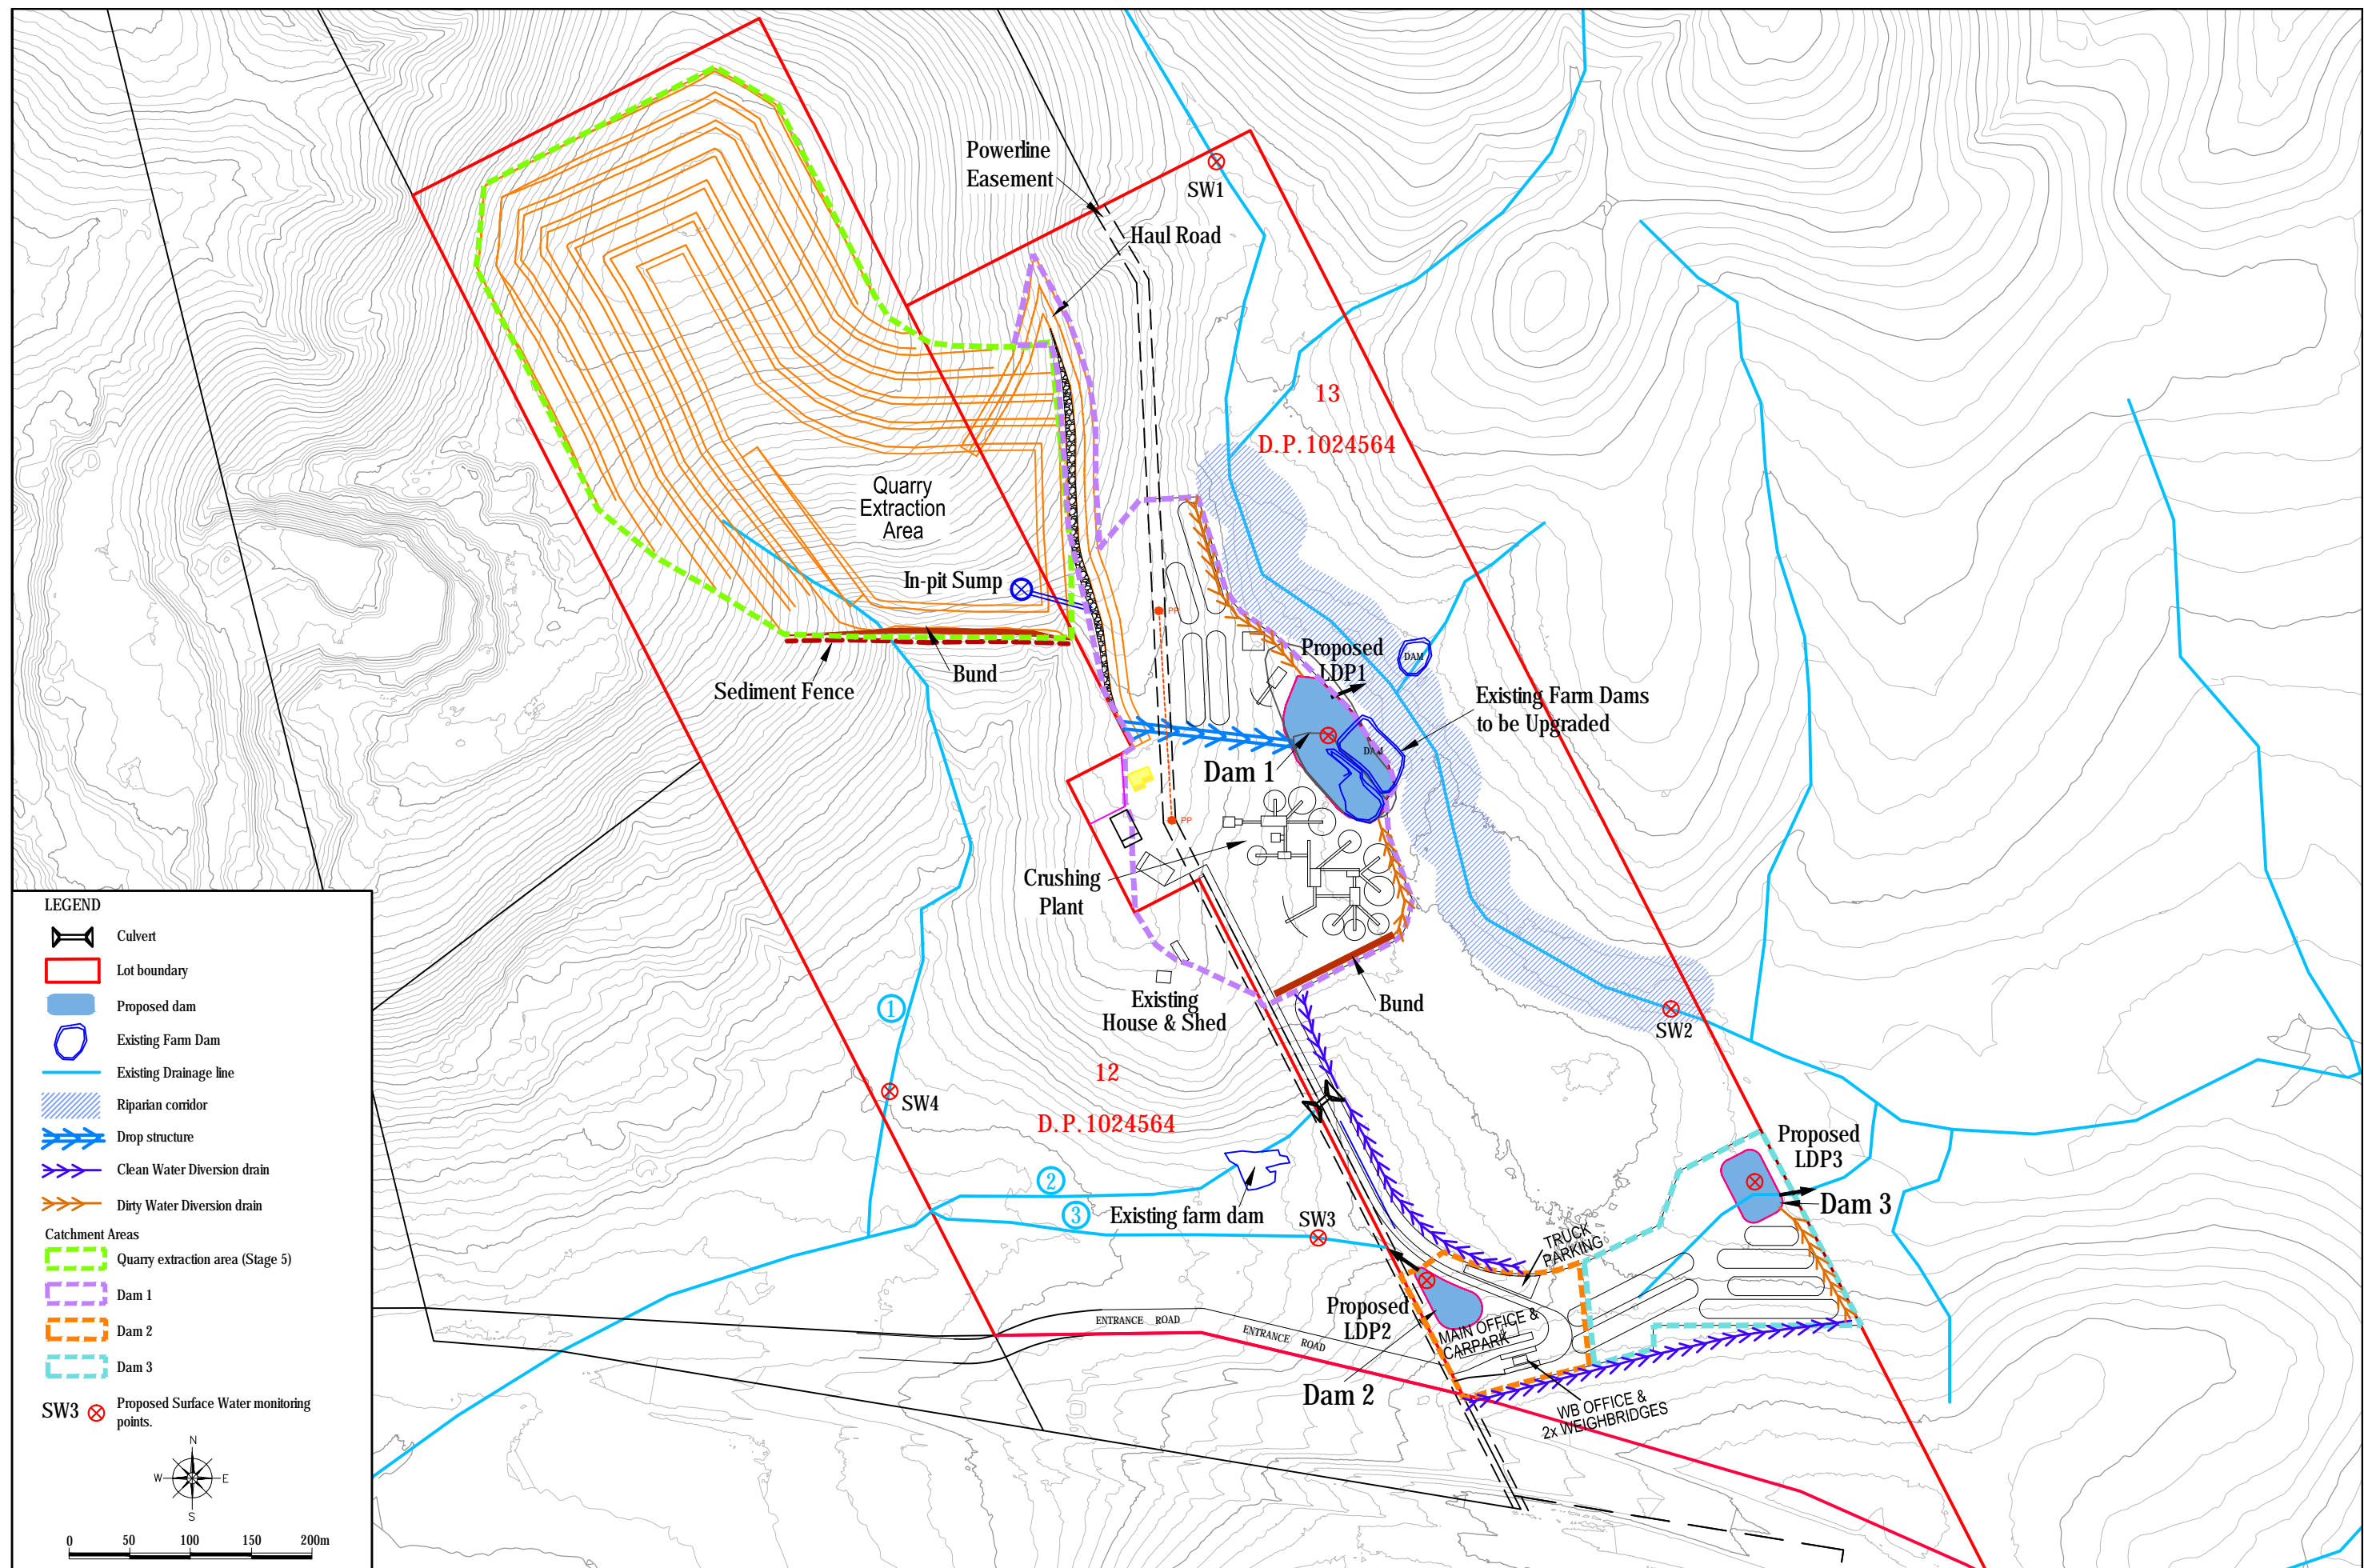 Powerline
Easement
SW1
Haul Road
13
D.P. 1024564
Quarry
Extraction
Area
In-pit Sump
PP
Proposed
LDP1
DAM
Bund
Sediment Fence
Existing Farm Dams
to be Upgraded
Dam 1
PP
Crushing
Plant
Existing
House & Shed
Bund
SW2
1
SW4
12
D.P. 1024564
2
3
Existing farm dam
SW3
Proposed
LDP3
Dam 3
TRUCK
PARKING
Proposed
LDP2
MAIN OFFICE &
CARPARK
ENTRANCE ROAD
ENTRANCE ROAD
Dam 2
WB OFFICE &
2x WEIGHBRIDGES
LEGEND
Culvert
Lot boundary
Proposed dam
Existing Farm Dam
Existing Drainage line
Riparian corridor
Drop structure
Clean Water Diversion drain
Dirty Water Diversion drain
Catchment Areas
Quarry extraction area (Stage 5)
Dam 1
Dam 2
Dam 3
SW3 Proposed Surface Water monitoring
points.
N
W E
S
0 50 100 150 200m